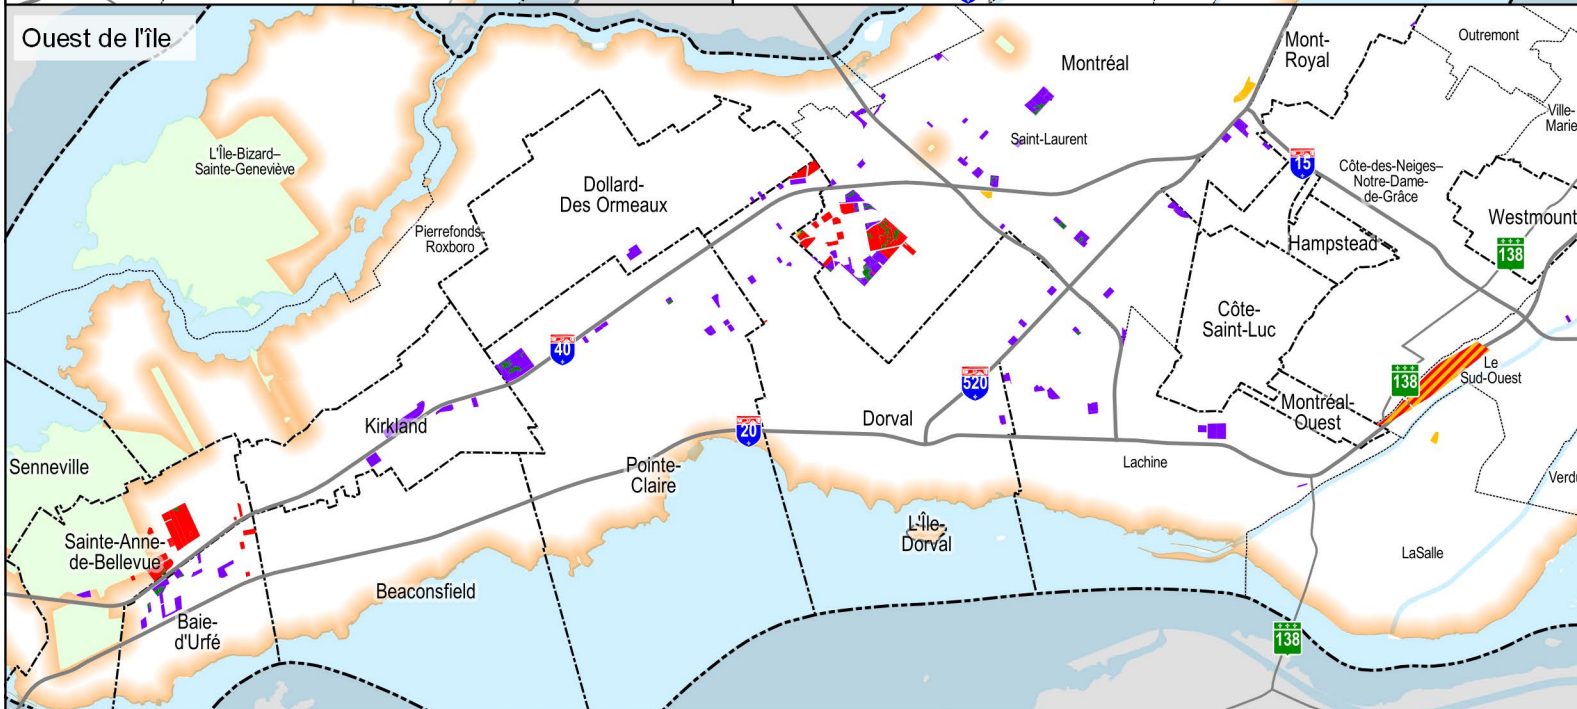 Ouest de l'île
Outremont
Mont-
Royal
Montréal
Ville-
Marie
Saint-Laurent
L'Île-Bizard–
Sainte-Geneviève
15
Côte-des-Neiges–
Notre-Dame-
de-Grâce
Dollard-
Des Ormeaux
Westmount
Pierrefonds-
Roxboro
Hampstead
138
Côte-
Saint-Luc
40
Le
Sud-Ouest
520
138
Montréal-
Ouest
Kirkland
20
Dorval
Senneville
Pointe-
Claire
Lachine
Verdu
L'Île-
Dorval
Sainte-Anne-
de-Bellevue
LaSalle
Beaconsfield
Baie-
d'Urfé
138